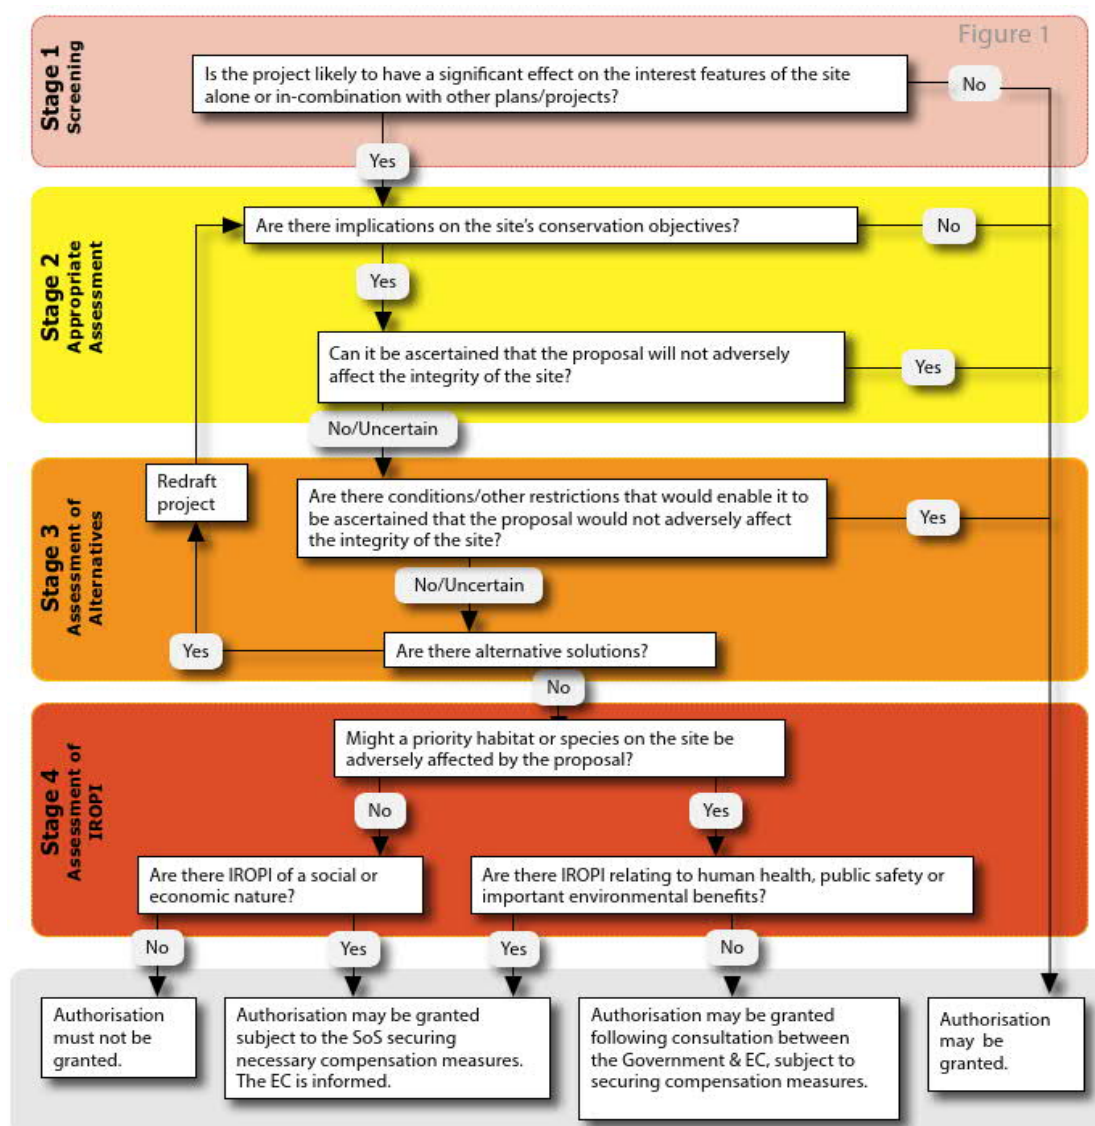 Figure 1
Stage 1
Screening
Is the project likely to have a significant effect on the interest features of the site
alone or in-combination with other plans/projects?
No
Yes
Stage 2
Appropriate
Assessment
Are there implications on the site's conservation objectives?
No
Yes
Can it be ascertained that the proposal will not adversely
affect the integrity of the site?
Yes
No/Uncertain
Stage 3
Assessment of
Alternatives
Redraft
project
Are there conditions/other restrictions that would enable it to
be ascertained that the proposal would not adversely affect
the integrity of the site?
Yes
No/Uncertain
Are there alternative solutions?
Yes
No
Stage 4
Assessment of
IROPI
Might a priority habitat or species on the site be
adversely affected by the proposal?
No
Yes
Are there IROPI of a social or
economic nature?
Are there IROPI relating to human health, public safety or
important environmental benefits?
No
Yes
Yes
No
Authorisation
must not be
granted.
Authorisation may be granted
subject to the SoS securing
necessary compensation measures.
The EC is informed.
Authorisation may be granted
following consultation between
the Government & EC, subject to
securing compensation measures.
Authorisation
may be
granted.